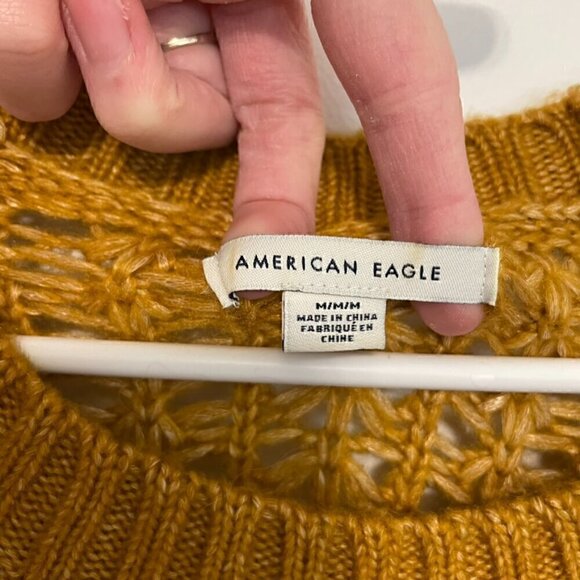 AMERICAN EAGLE
M/M/M
MADE IN CHINA
FABRIQUÉ EN
CHINE